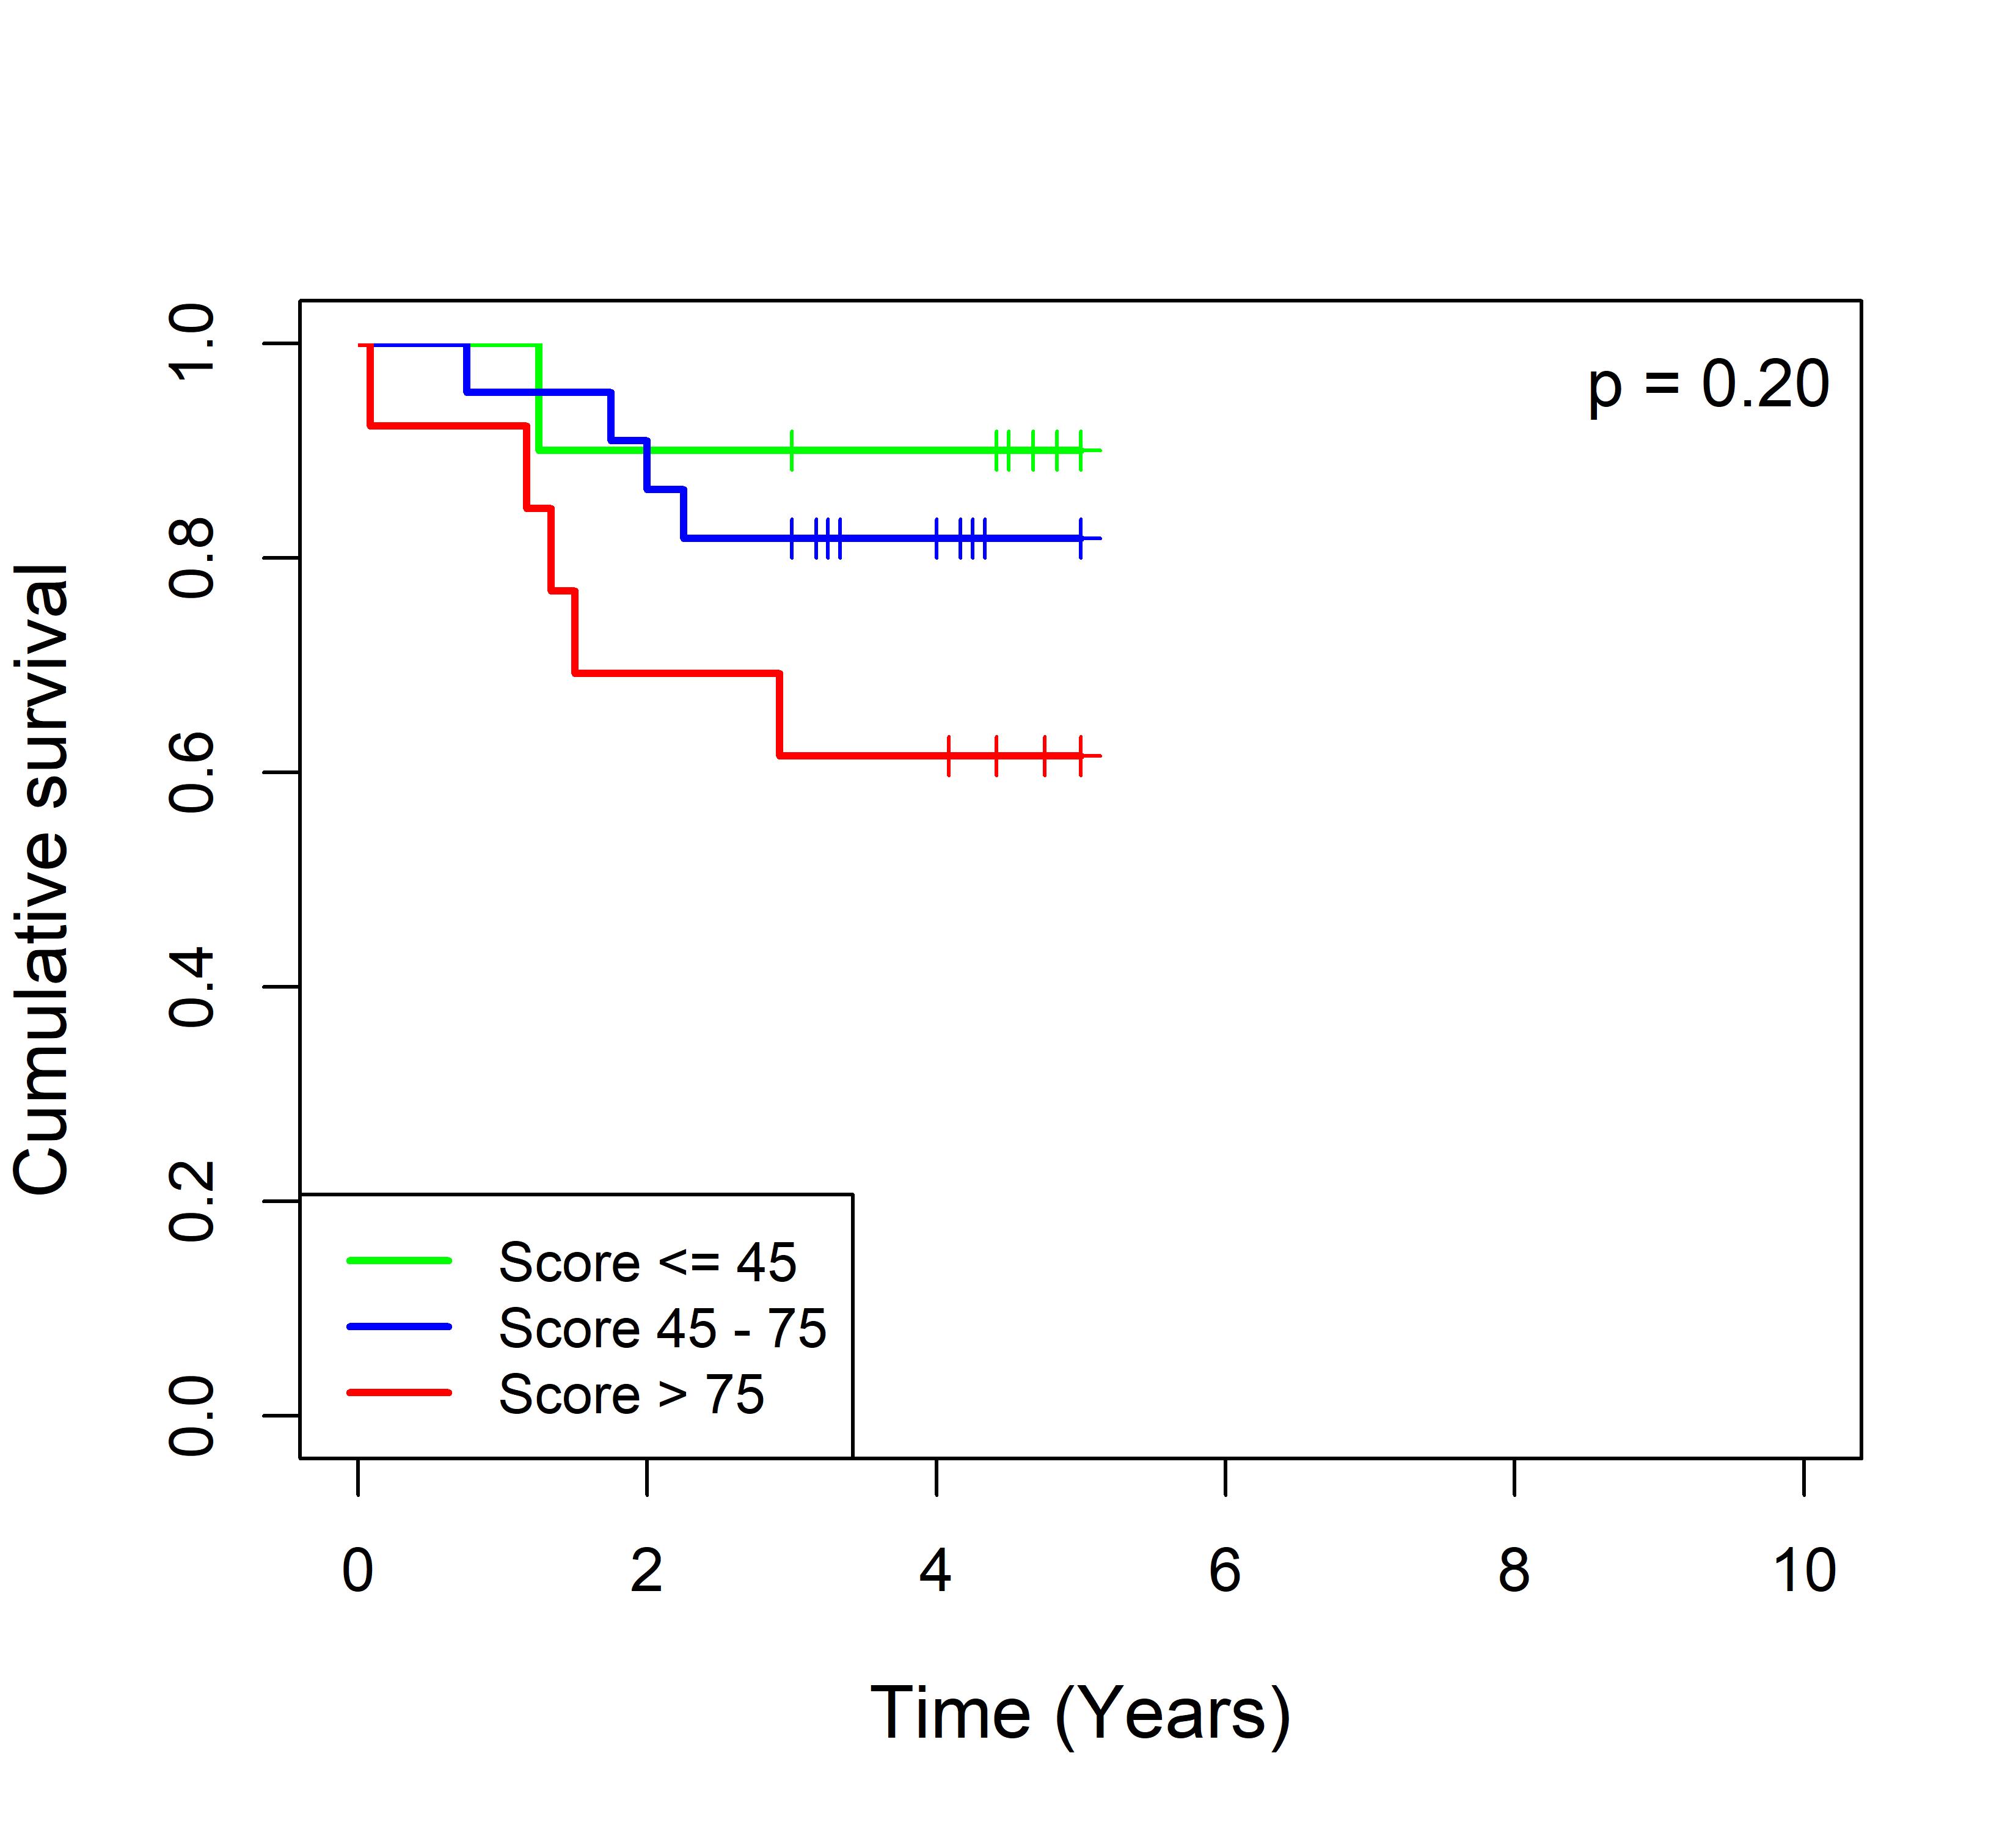 p = 0.20
Cumulative survival
1.0
0.8
0.6
0.4
0.2
0.0
Score <= 45
Score 45 - 75
Score > 75
0 2 4 6 8 10
Time (Years)